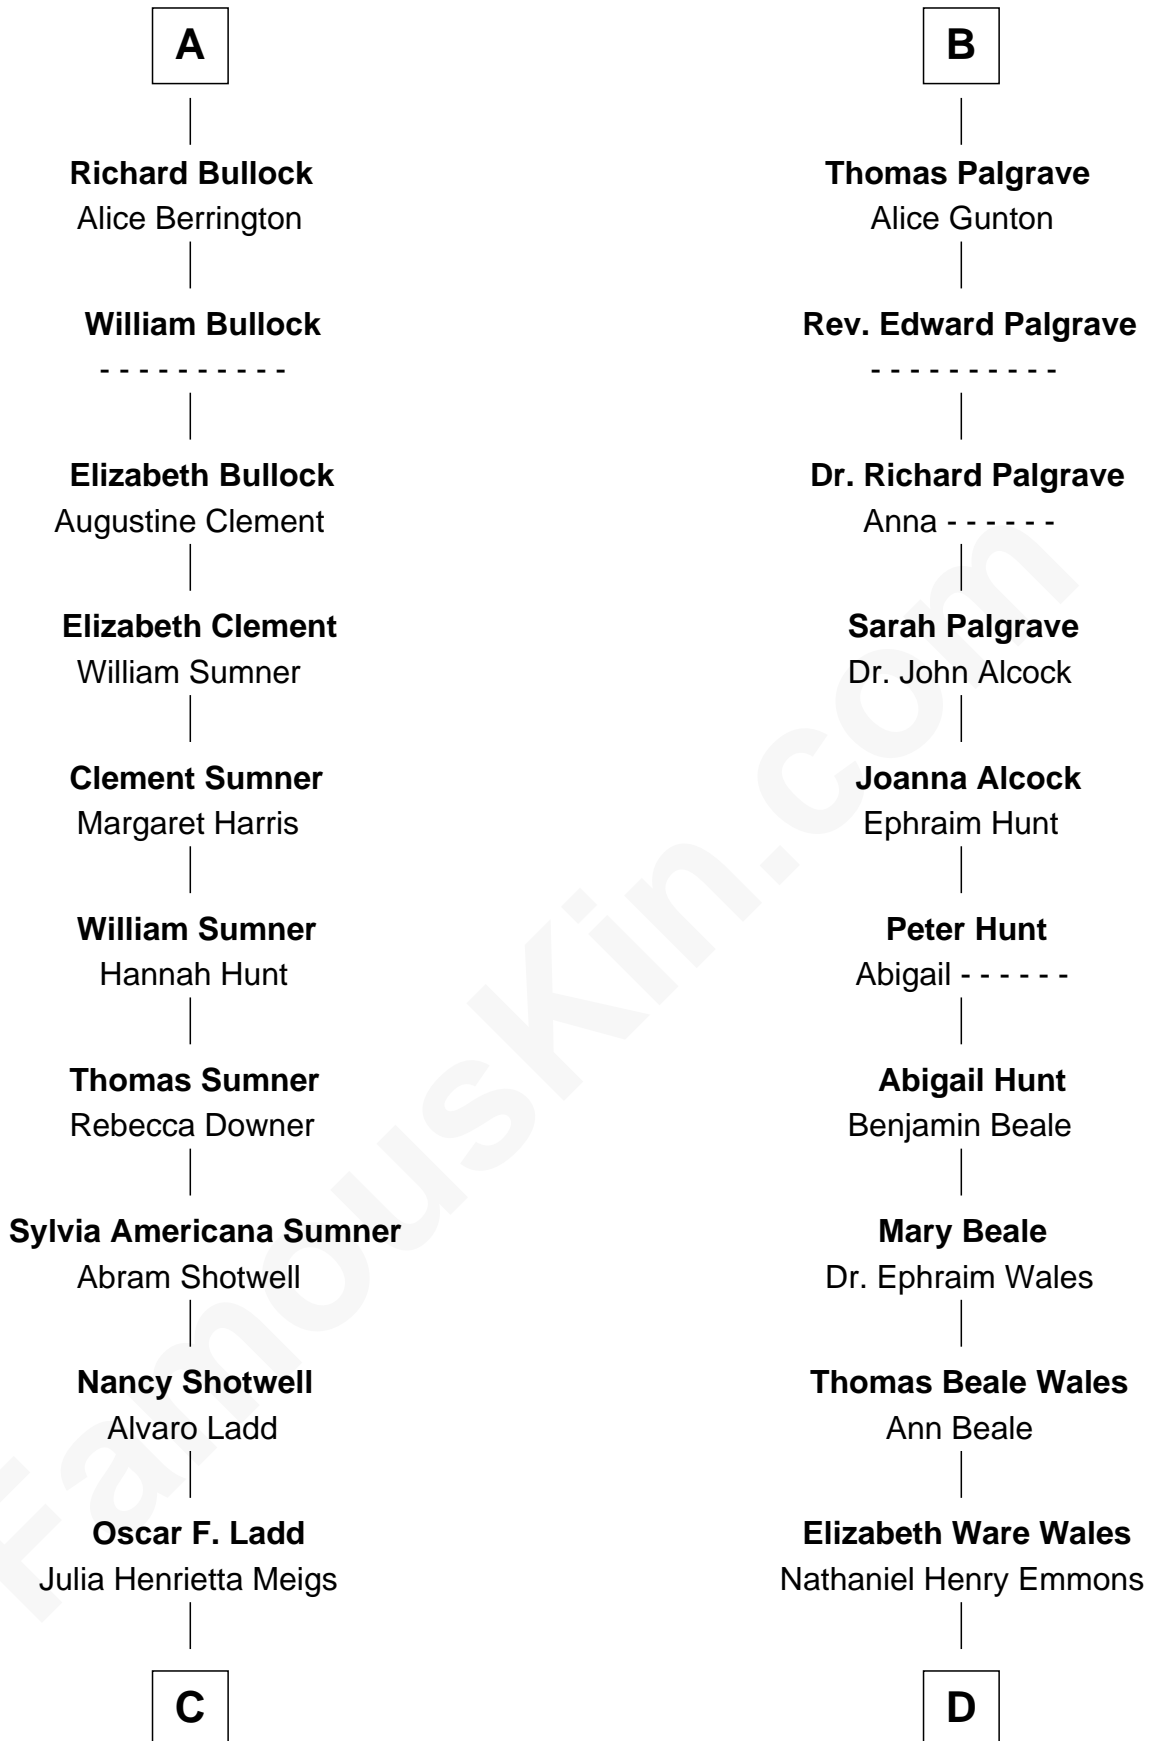 A
Richard Bullock
Alice Berrington
William Bullock
- - - - - - - - - -
Elizabeth Bullock
Augustine Clement
Elizabeth Clement
William Sumner
Clement Sumner
Margaret Harris
William Sumner
Hannah Hunt
Thomas Sumner
Rebecca Downer
Sylvia Americana Sumner
Abram Shotwell
Nancy Shotwell
Alvaro Ladd
Oscar F. Ladd
Julia Henrietta Meigs
C
B
Thomas Palgrave
Alice Gunton
Rev. Edward Palgrave
- - - - - - - - - -
Dr. Richard Palgrave
Anna - - - - - -
Sarah Palgrave
Dr. John Alcock
Joanna Alcock
Ephraim Hunt
Peter Hunt
Abigail - - - - - -
Abigail Hunt
Benjamin Beale
Mary Beale
Dr. Ephraim Wales
Thomas Beale Wales
Ann Beale
Elizabeth Ware Wales
Nathaniel Henry Emmons
D
FamousKin.com